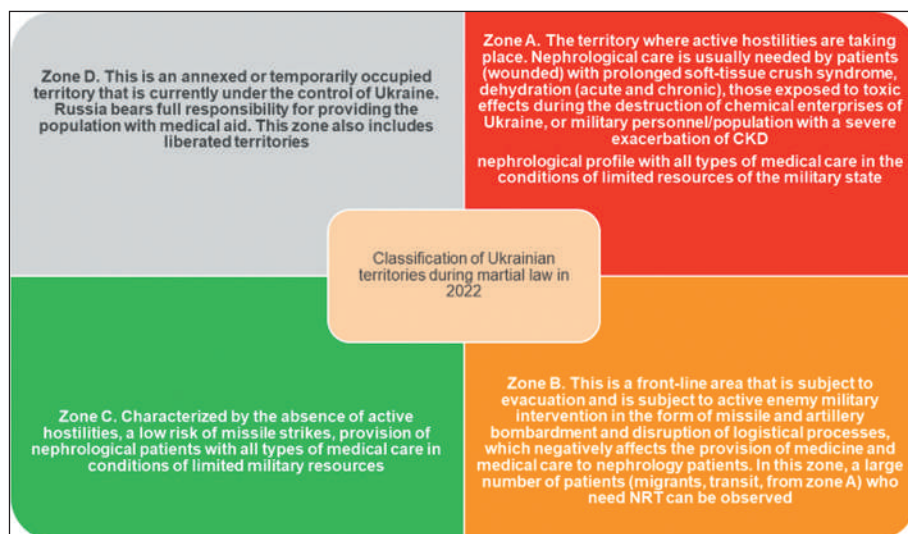 Zone D. This is an annexed or temporarily occupied
territory that is currently under the control of Ukraine.
Russia bears full responsibility for providing the
population with medical aid. This zone also includes
liberated territories
Zone A. The territory where active hostilities are taking
place. Nephrological care is usually needed by patients
(wounded) with prolonged soft-tissue crush syndrome,
dehydration (acute and chronic), those exposed to toxic
effects during the destruction of chemical enterprises of
Ukraine, or military personnel/population with a severe
exacerbation of CKD
nephrological profile with all types of medical care in the
conditions of limited resources of the military state
Classification of Ukrainian
territories during martial law in
2022
Zone C. Characterized by the absence of active
hostilities, a low risk of missile strikes, provision of
nephrological patients with all types of medical care in
conditions of limited military resources
Zone B. This is a front-line area that is subject to
evacuation and is subject to active enemy military
intervention in the form of missile and artillery
bombardment and disruption of logistical processes,
which negatively affects the provision of medicine and
medical care to nephrology patients. In this zone, a large
number of patients (migrants, transit, from zone A) who
need NRT can be observed